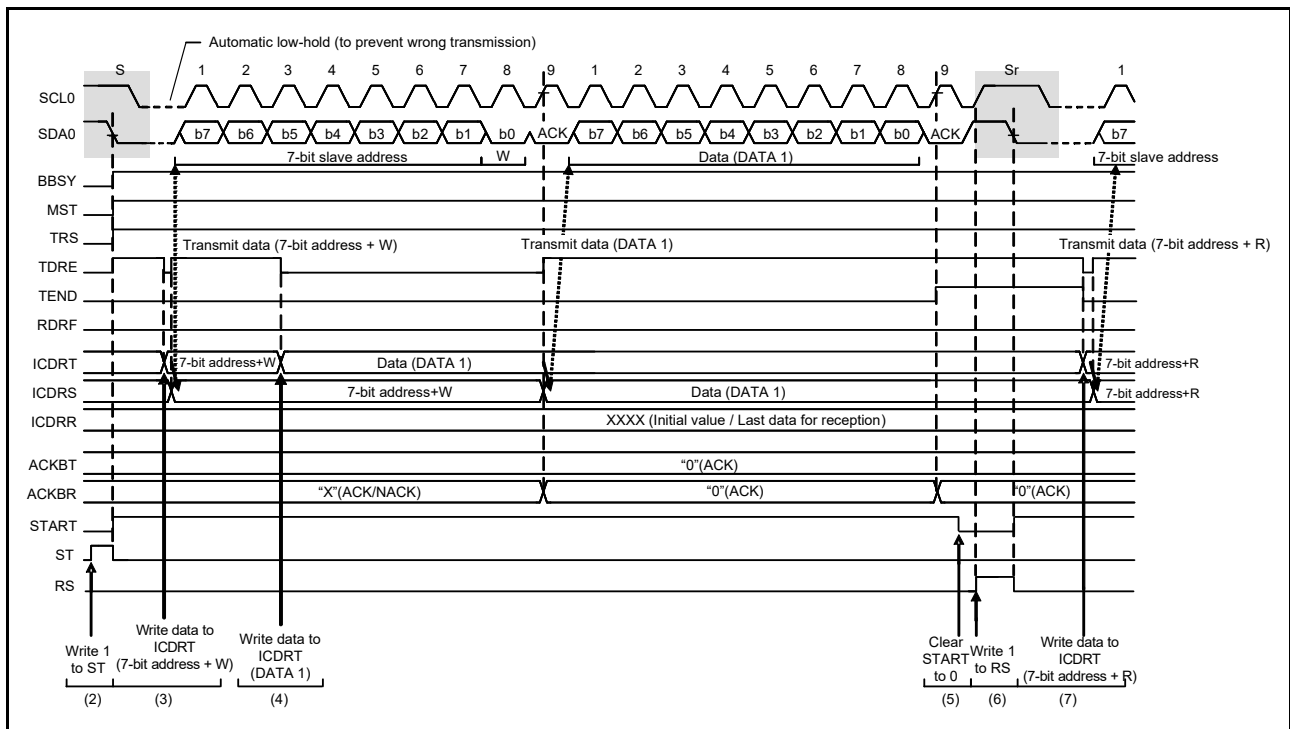 Automatic low-hold (to prevent wrong transmission)
S 1 2 3 4 5 6 7 8 9 1 2 3 4 5 6 7 8 9 Sr 1
SCL0
SDA0 b7 b6 b5 b4 b3 b2 b1 b0 ACK b7 b6 b5 b4 b3 b2 b1 b0 ACK b7
7-bit slave address W Data (DATA 1) 7-bit slave address
BBSY
MST
TRS
Transmit data (7-bit address + W) Transmit data (DATA 1) Transmit data (7-bit address + R)
TDRE
TEND
RDRF
ICDRT 7-bit address+W Data (DATA 1) 7-bit address+R
ICDRS 7-bit address+W Data (DATA 1) 7-bit address+R
ICDRR XXXX (Initial value / Last data for reception)
ACKBT “0”(ACK)
ACKBR “X”(ACK/NACK) “0”(ACK) “0”(ACK)
START
ST
RS
Write 1
to ST
Write data to
ICDRT
(7-bit address + W)
Write data to
ICDRT
(DATA 1)
Clear
START
to 0
Write 1
to RS
Write data to
ICDRT
(7-bit address + R)
(2) (3) (4) (5) (6) (7)